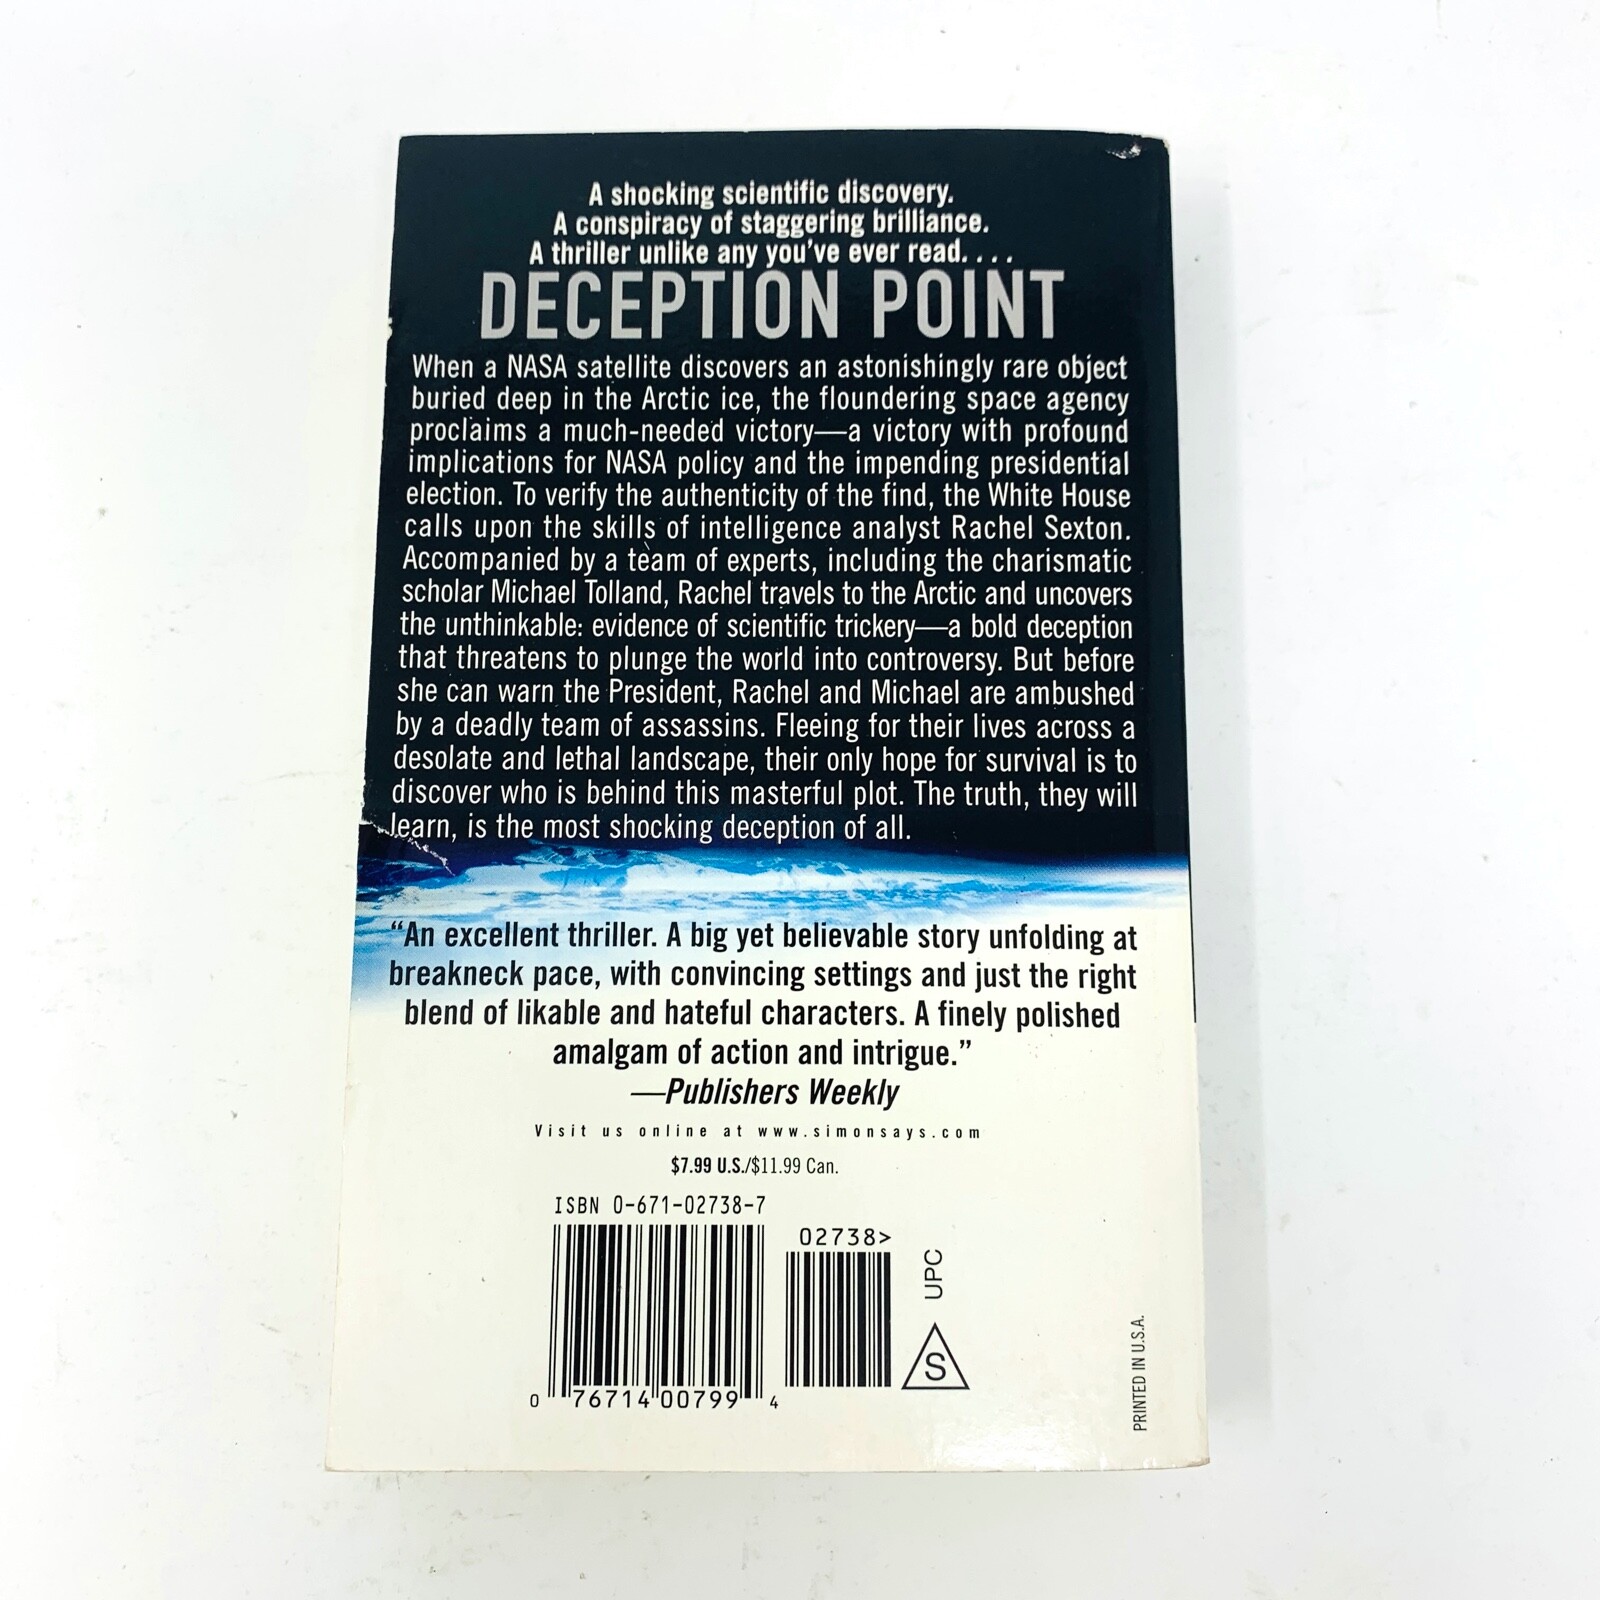 A shocking scientific discovery.
A conspiracy of staggering brilliance.
A thriller unlike any you've ever read. . . .
DECEPTION POINT
When a NASA satellite discovers an astonishingly rare object
buried deep in the Arctic ice, the floundering space agency
proclaims a much-needed victory—a victory with profound
implications for NASA policy and the impending presidential
election. To verify the authenticity of the find, the White House
calls upon the skills of intelligence analyst Rachel Sexton.
Accompanied by a team of experts, including the charismatic
scholar Michael Tolland, Rachel travels to the Arctic and uncovers
the unthinkable: evidence of scientific trickery—a bold deception
that threatens to plunge the world into controversy. But before
she can warn the President, Rachel and Michael are ambushed
by a deadly team of assassins. Fleeing for their lives across a
desolate and lethal landscape, their only hope for survival is to
discover who is behind this masterful plot. The truth, they will
learn, is the most shocking deception of all.
“An excellent thriller. A big yet believable story unfolding at
breakneck pace, with convincing settings and just the right
blend of likable and hateful characters. A finely polished
amalgam of action and intrigue.”
—Publishers Weekly
Visit us online at www.simonsays.com
$7.99 U.S./$11.99 Can.
ISBN 0-671-02738-7
02738>
UPC
S
0 76714 00799 4
PRINTED IN U.S.A.